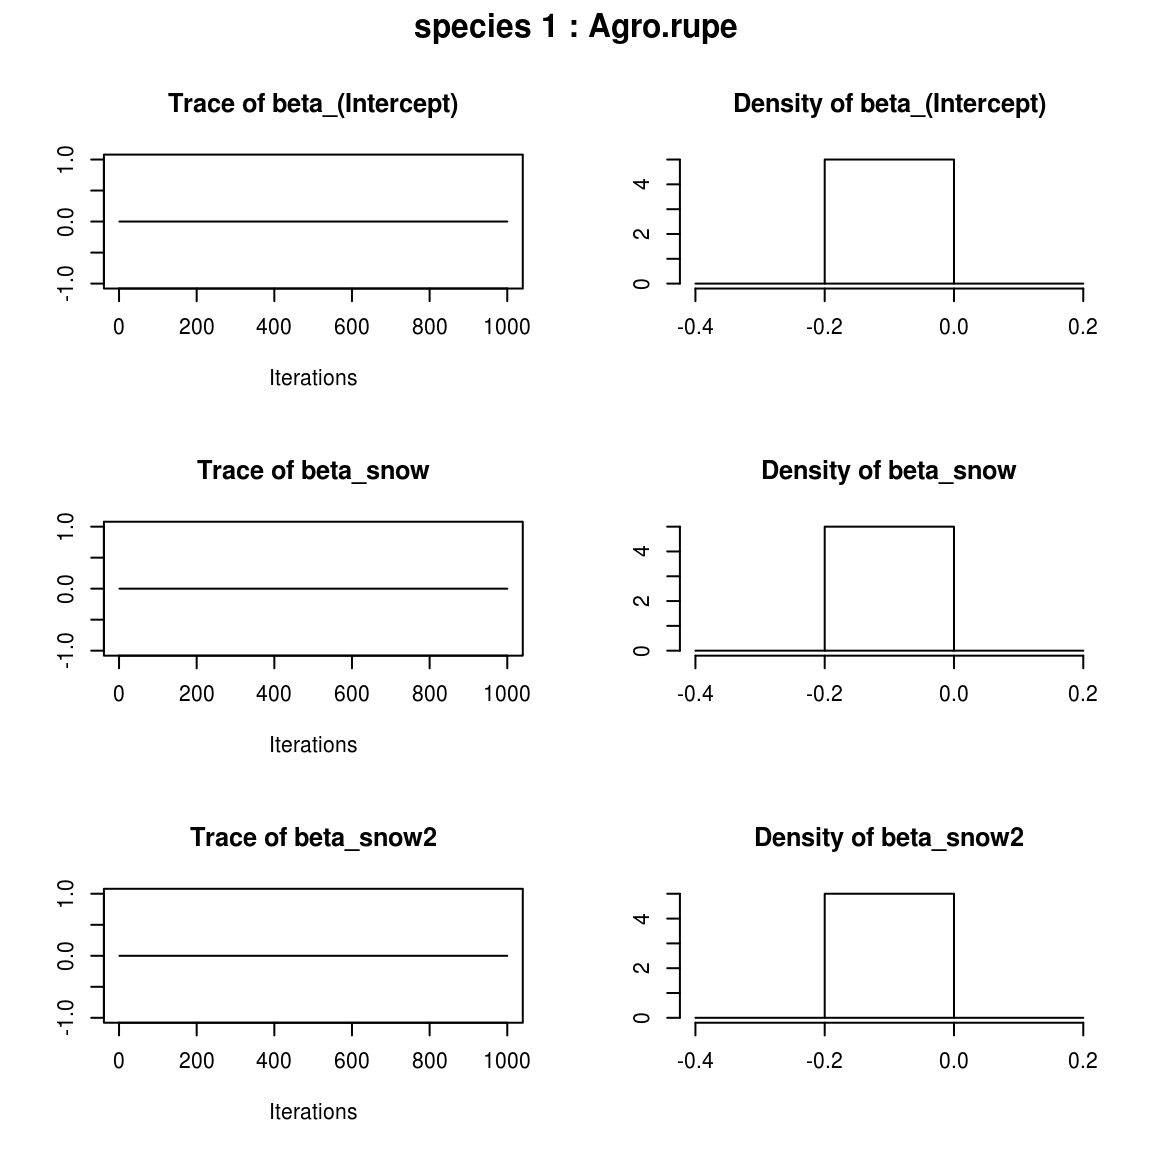 species 1 : Agro.rupe
Trace of beta_(Intercept)
Density of beta_(Intercept)
1.0
0.0
-1.0
0 200 400 600 800 1000
Iterations
4
2
0
-0.4 -0.2 0.0 0.2
Trace of beta_snow
Density of beta_snow
1.0
0.0
-1.0
0 200 400 600 800 1000
Iterations
4
2
0
-0.4 -0.2 0.0 0.2
Trace of beta_snow2
Density of beta_snow2
1.0
0.0
-1.0
0 200 400 600 800 1000
Iterations
4
2
0
-0.4 -0.2 0.0 0.2